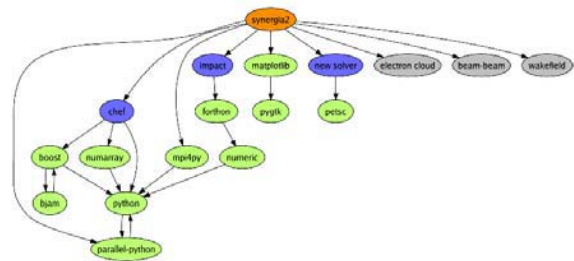 synergia2
impact
matplotlib
new solver
electron cloud
beam-beam
wakefield
chef
forthon
pygtk
petsc
boost
numarray
mpi4py
numeric
bjam
python
parallel-python